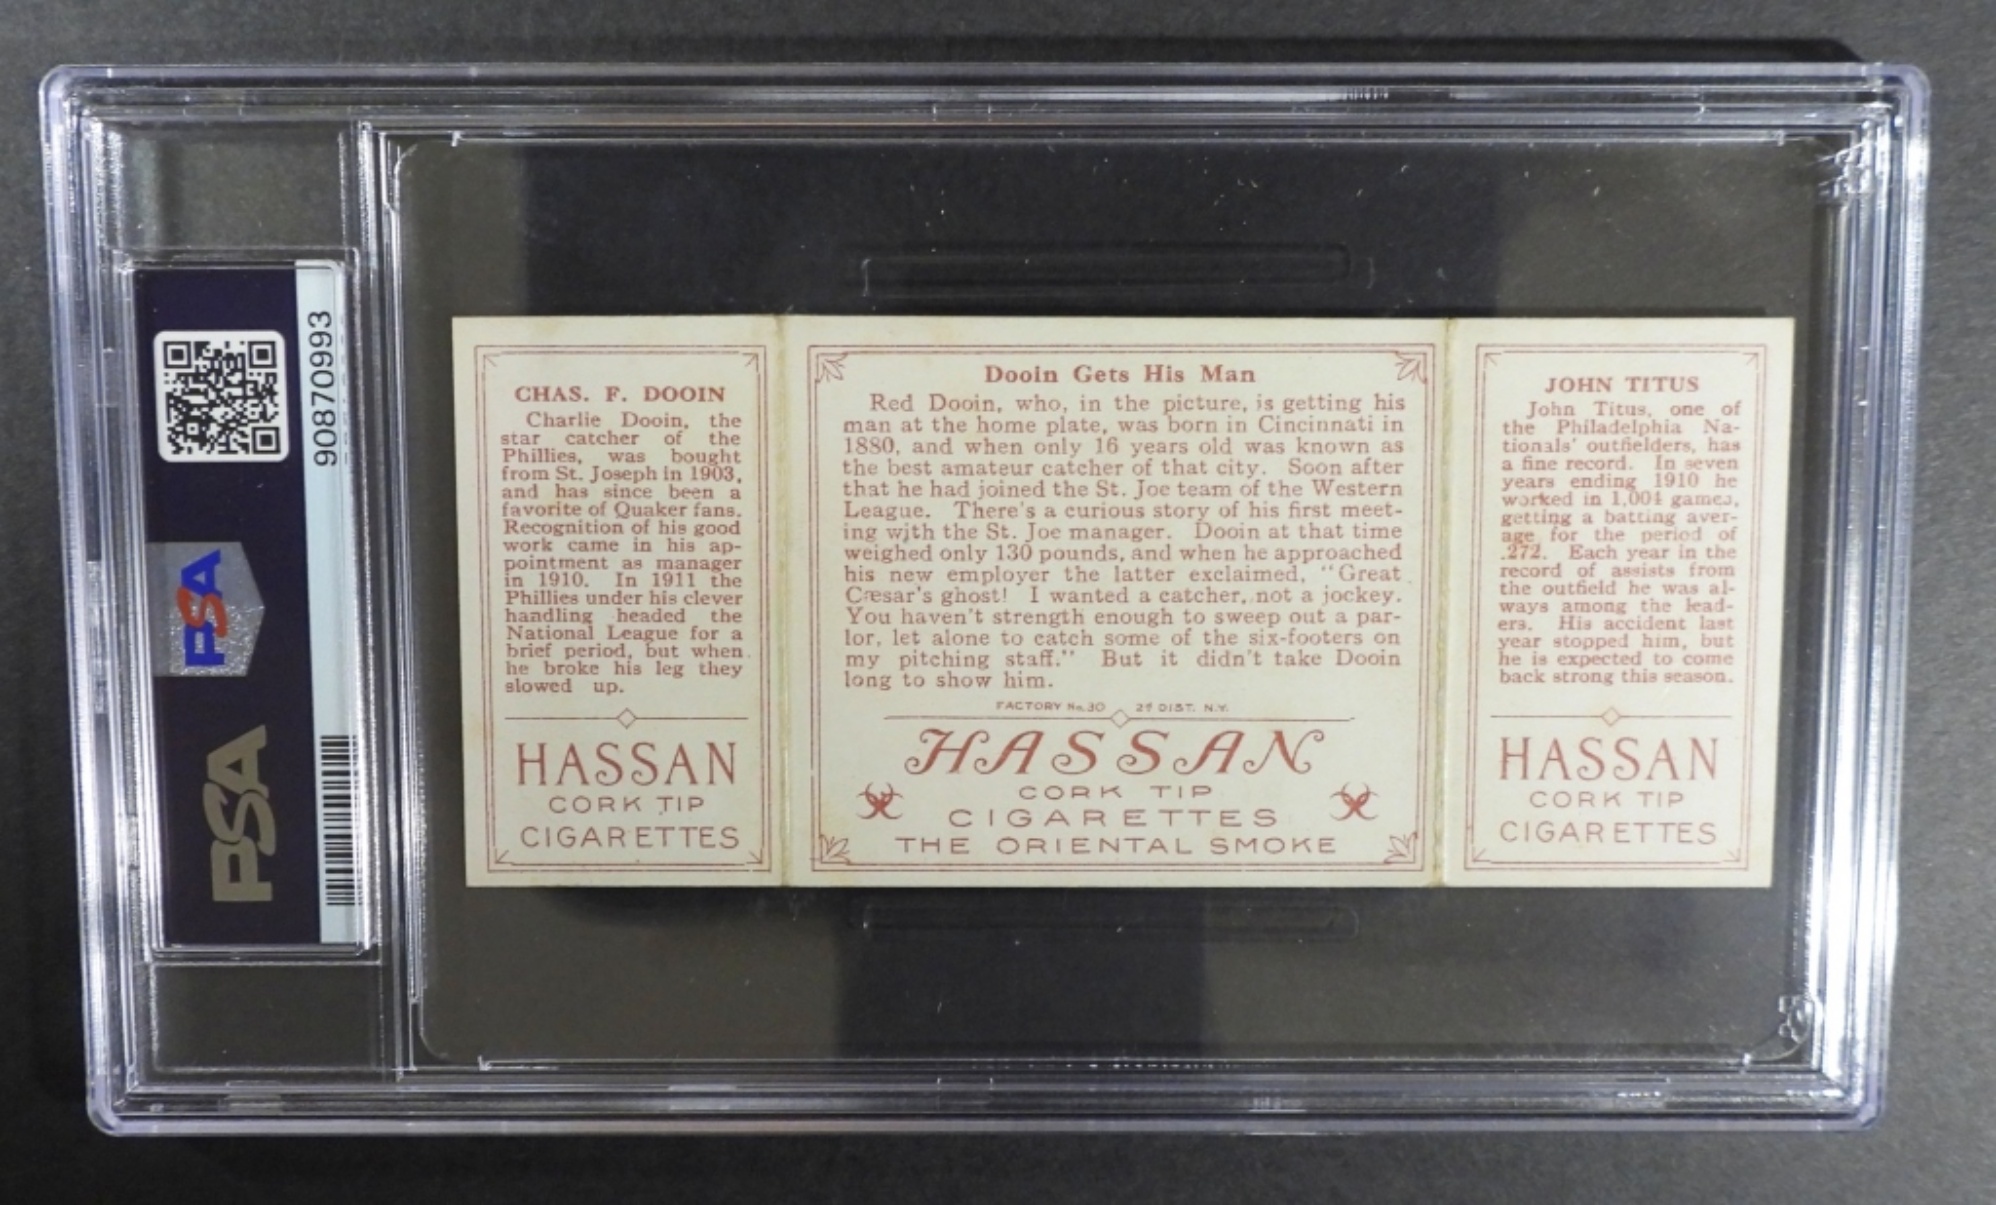 90870993
PSA
PSA
CHAS. F. DOOIN
Charlie Dooin, the
star catcher of the
Phillies, was bought
from St. Joseph in 1903,
and has since been a
favorite of Quaker fans.
Recognition of his good
work came in his ap-
pointment as manager
in 1910. In 1911 the
Phillies under his clever
handling headed the
National League for a
brief period, but when
he broke his leg they
slowed up.
HASSAN
CORK TIP
CIGARETTES
Dooin Gets His Man
Red Dooin, who, in the picture, is getting his
man at the home plate, was born in Cincinnati in
1880, and when only 16 years old was known as
the best amateur catcher of that city. Soon after
that he had joined the St. Joe team of the Western
League. There's a curious story of his first meet-
ing with the St. Joe manager. Dooin at that time
weighed only 130 pounds, and when he approached
his new employer the latter exclaimed, "Great
Cæsar's ghost! I wanted a catcher, not a jockey.
You haven't strength enough to sweep out a par-
lor, let alone to catch some of the six-footers on
my pitching staff." But it didn't take Dooin
long to show him.
FACTORY No. 30 2d DIST. N.Y.
HASSAN
CORK TIP
CIGARETTES
THE ORIENTAL SMOKE
JOHN TITUS
John Titus, one of
the Philadelphia Na-
tionals' outfielders, has
a fine record. In seven
years ending 1910 he
worked in 1,004 games,
getting a batting aver-
age for the period of
.272. Each year in the
record of assists from
the outfield he was al-
ways among the lead-
ers. His accident last
year stopped him, but
he is expected to come
back strong this season.
HASSAN
CORK TIP
CIGARETTES